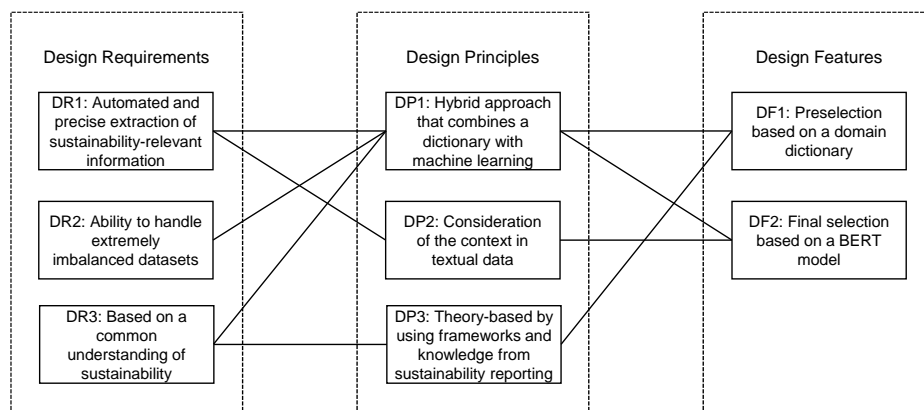 Design Requirements
DR1: Automated and
precise extraction of
sustainability-relevant
information
DR2: Ability to handle
extremely
imbalanced datasets
DR3: Based on a
common
understanding of
sustainability
Design Principles
DP1: Hybrid approach
that combines a
dictionary with
machine learning
DP2: Consideration
of the context in
textual data
DP3: Theory-based by
using frameworks and
knowledge from
sustainability reporting
Design Features
DF1: Preselection
based on a domain
dictionary
DF2: Final selection
based on a BERT
model